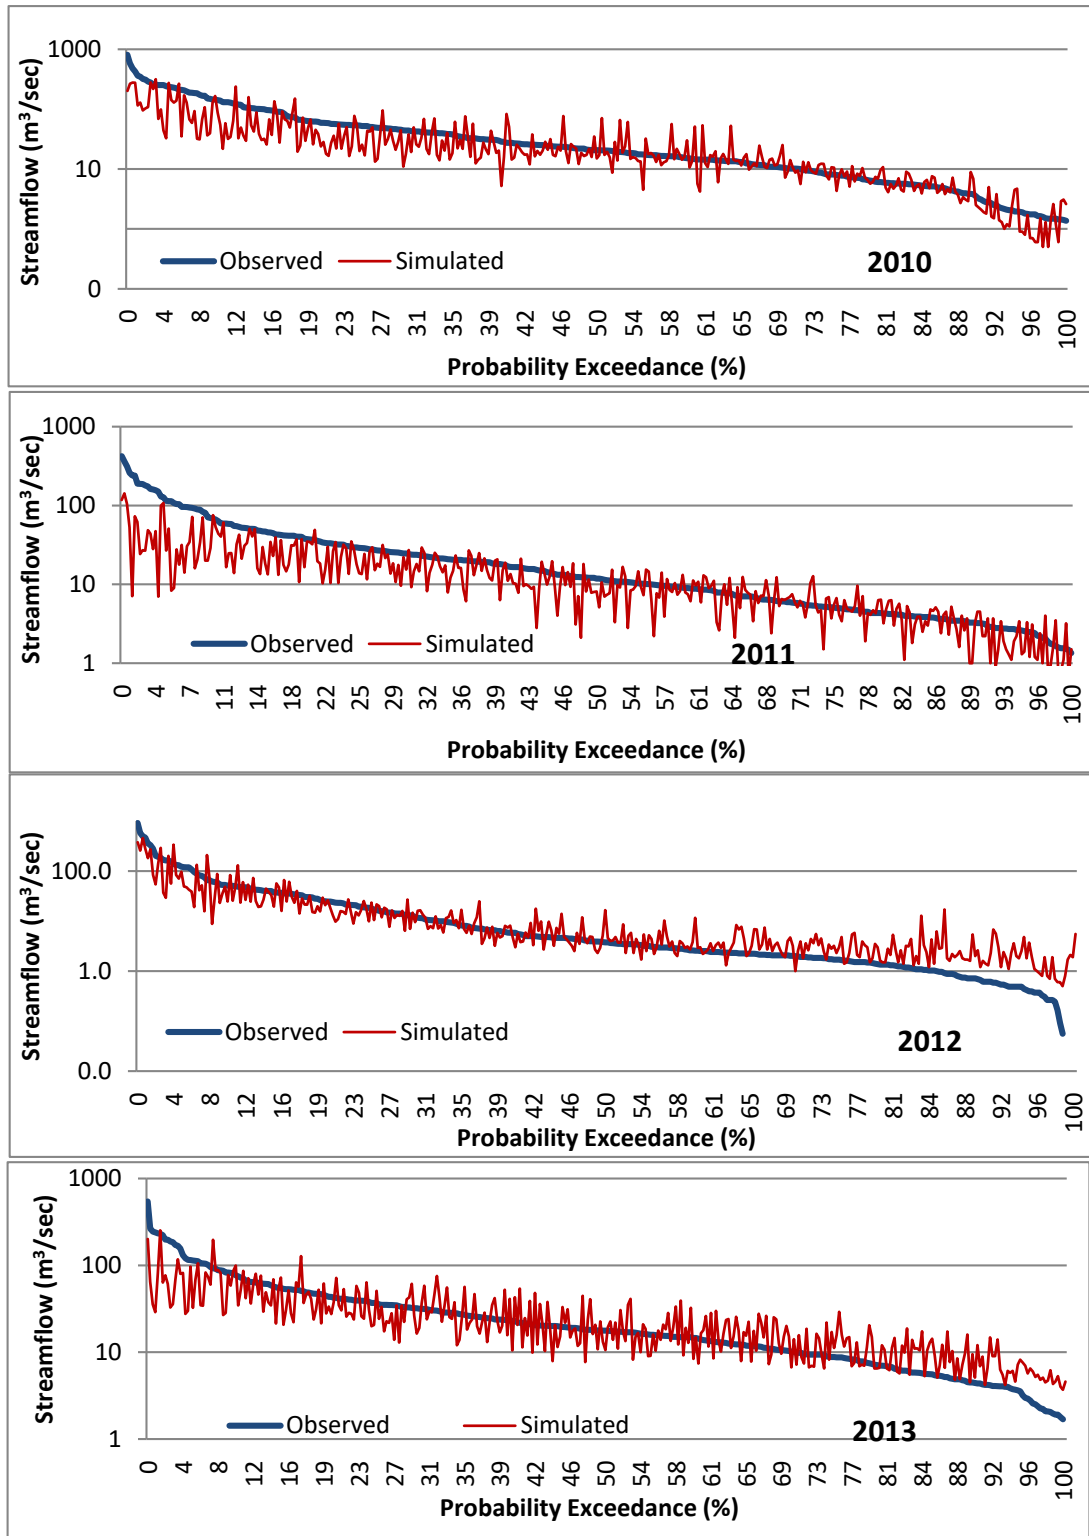 Streamflow (m³/sec)
1000
10
0
Observed Simulated
2010
0 4 8 12 16 19 23 27 31 35 39 42 46 50 54 58 61 65 69 73 77 81 84 88 92 96 100
Probability Exceedance (%)
Streamflow (m³/sec)
1000
100
10
1
Observed Simulated
2011
0 4 7 11 14 18 21 25 29 32 36 39 43 46 50 53 57 61 64 68 71 75 78 82 86 89 93 96 100
Probability Exceedance (%)
Streamflow (m³/sec)
100.0
1.0
0.0
Observed Simulated
2012
0 4 8 12 16 19 23 27 31 35 39 42 46 50 54 58 61 65 69 73 77 81 84 88 92 96 100
Probability Exceedance (%)
Streamflow (m³/sec)
1000
100
10
1
Observed Simulated
2013
0 4 8 12 16 19 23 27 31 35 39 42 46 50 54 58 61 65 69 73 77 81 84 88 92 96 100
Probability Exceedance (%)